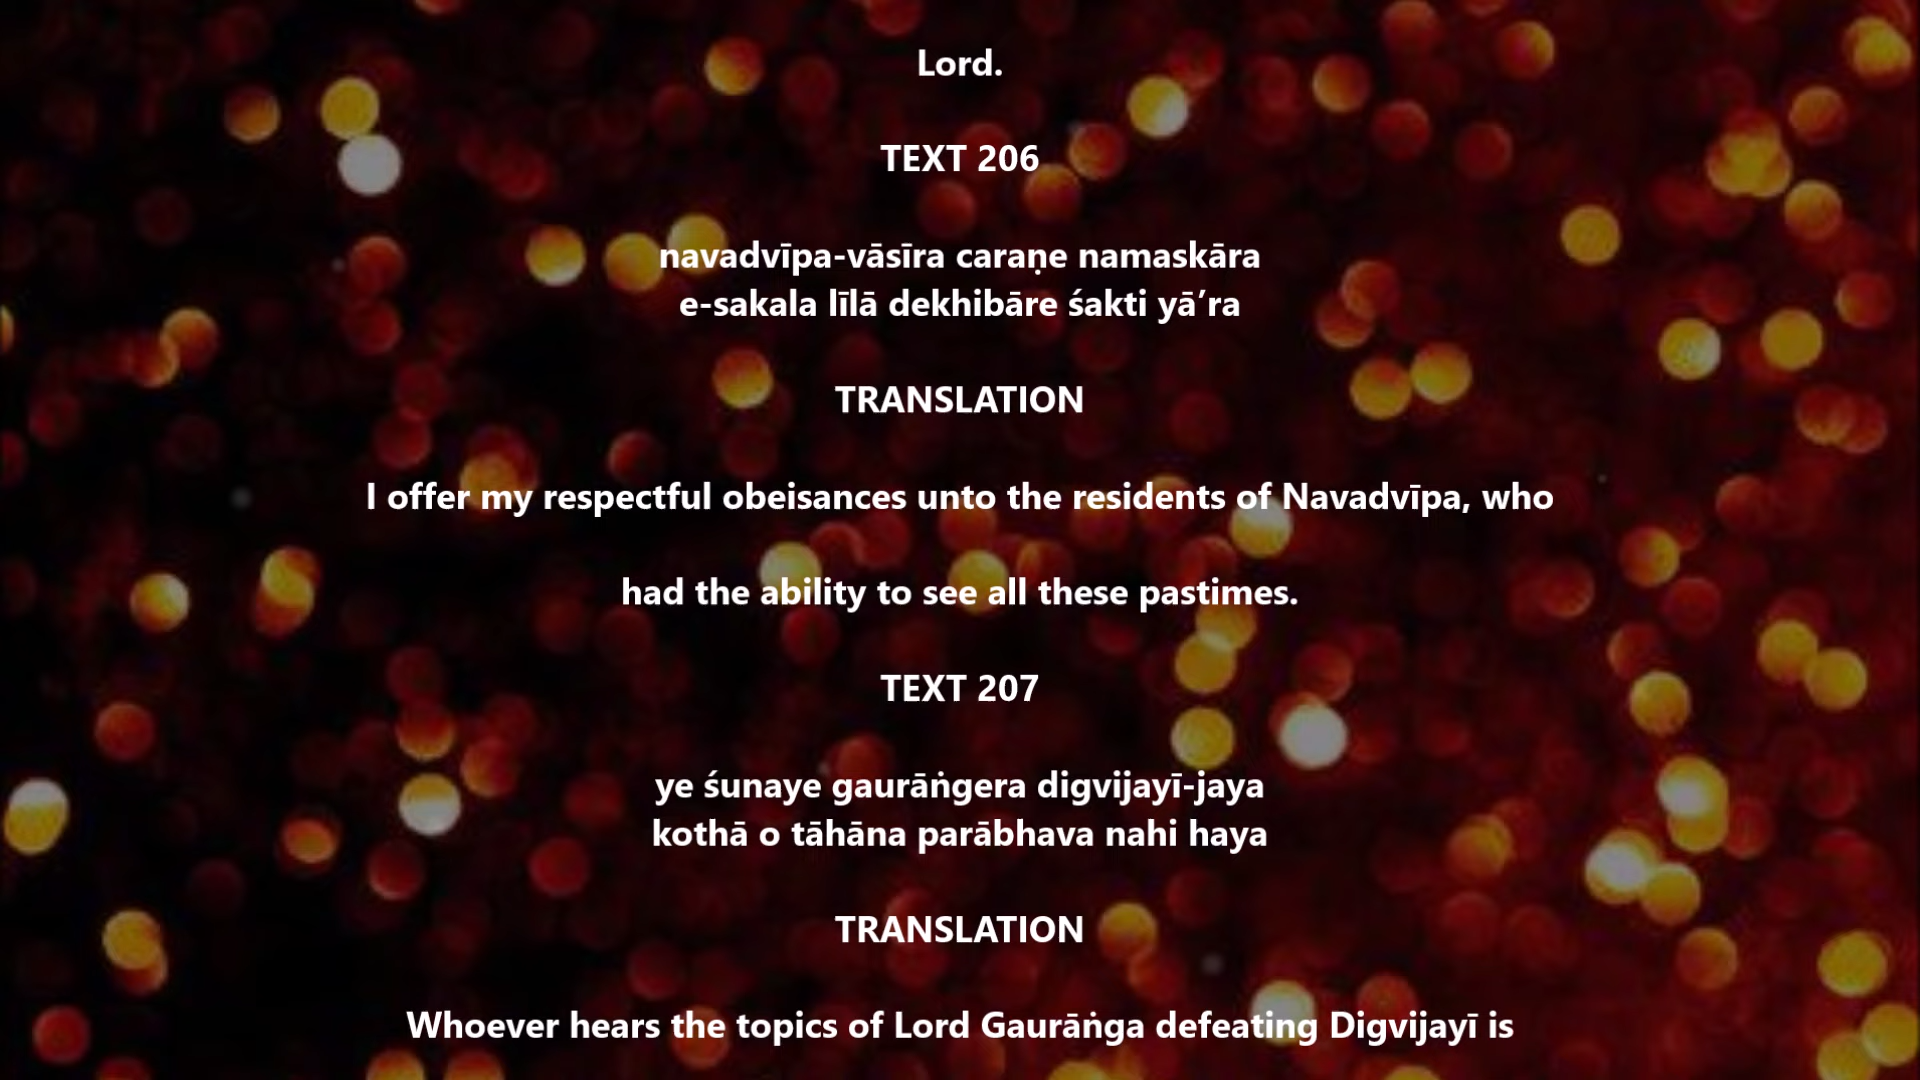 Lord.
TEXT 206
navadvīpa-vāsīra caraṇe namaskāra
e-sakala līlā dekhibāre śakti yā’ra
TRANSLATION
I offer my respectful obeisances unto the residents of Navadvīpa, who
had the ability to see all these pastimes.
TEXT 207
ye śunaye gaurāṅgera digvijayī-jaya
kothā o tāhāna parābhava nahi haya
TRANSLATION
Whoever hears the topics of Lord Gaurāṅga defeating Digvijayī is